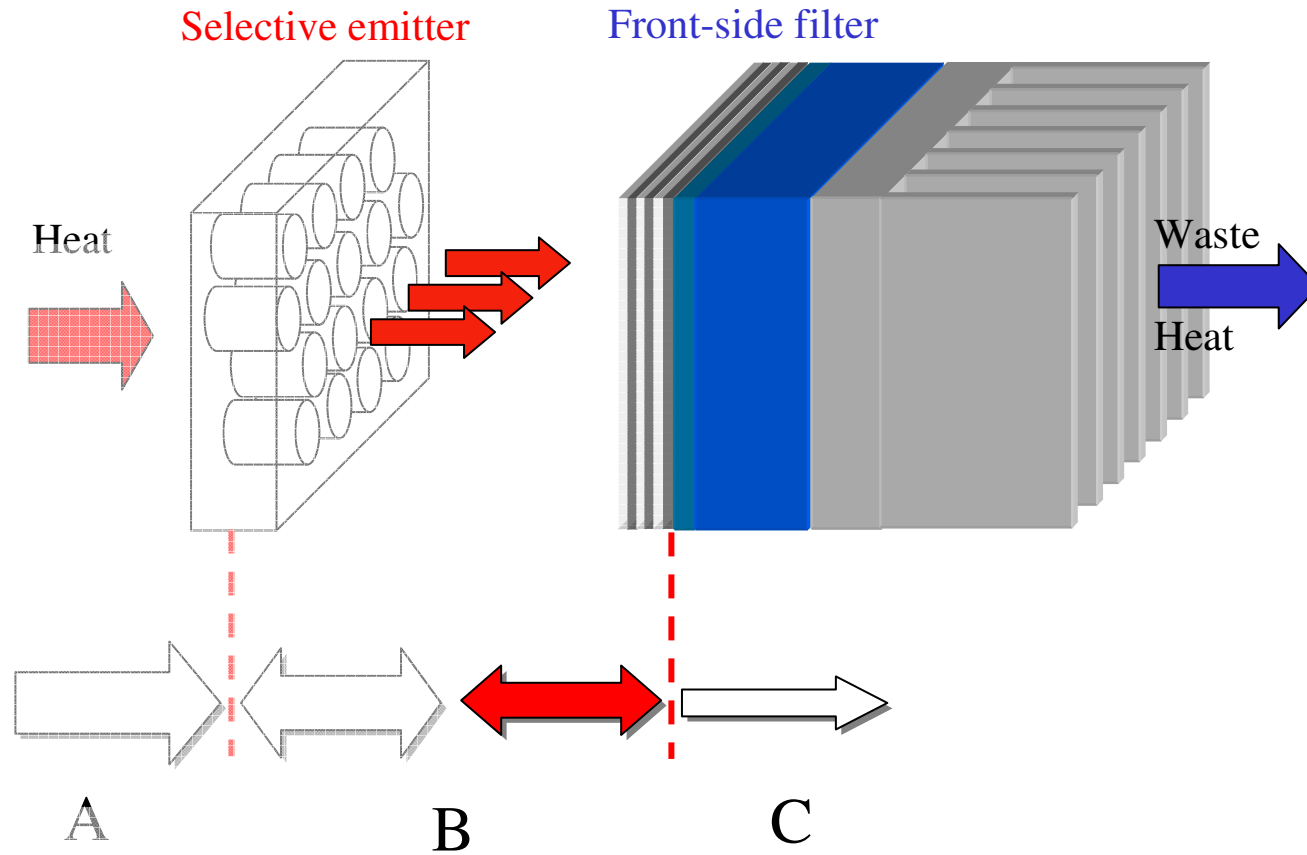 Selective emitter
Front-side filter
Heat
Waste
Heat
A
B
C